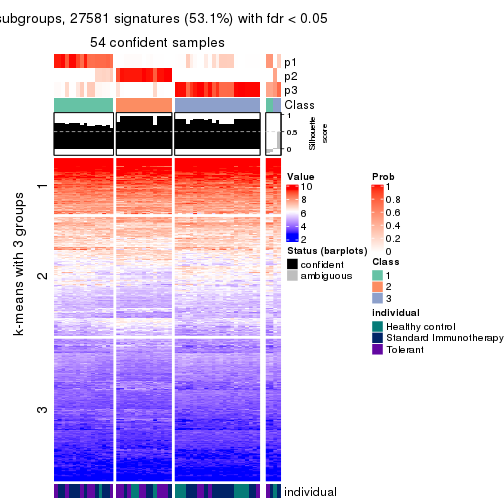 subgroups, 27581 signatures (53.1%) with fdr < 0.05
54 confident samples
p1
p2
p3
Class
1
0.5
0
Silhouette
score
k-means with 3 groups
1
2
3
individual
Value
10
8
6
4
2
Status (barplots)
confident
ambiguous
Prob
1
0.8
0.6
0.4
0.2
0
Class
1
2
3
individual
Healthy control
Standard Immunotherapy
Tolerant